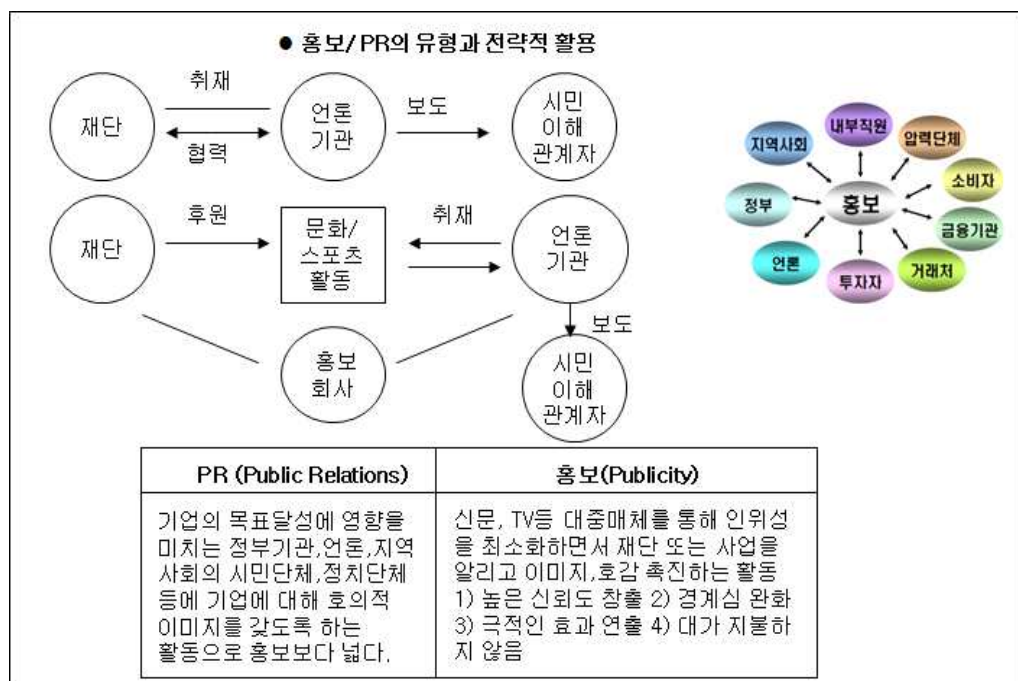 ● 홍보/PR의 유형과 전략적 활용
취재
재단
언론
기관
보도
시민
이해
관계자
협력
재단
후원
문화/
스포츠
활동
취재
언론
기관
보도
홍보
회사
시민
이해
관계자
내부직원
지역사회
압력단체
소비자
정부
홍보
금융기관
언론
투자자
거래처
PR (Public Relations)
기업의 목표달성에 영향을
미치는 정부기관,언론,지역
사회의 시민단체,정치단체
등에 기업에 대해 호의적
이미지를 갖도록 하는
활동으로 홍보보다 넓다.
홍보(Publicity)
신문, TV등 대중매체를 통해 인위성
을 최소화하면서 재단 또는 사업을
알리고 이미지,호감 촉진하는 활동
1) 높은 신뢰도 창출 2) 경계심 완화
3) 극적인 효과 연출 4) 대가 지불하
지 않음